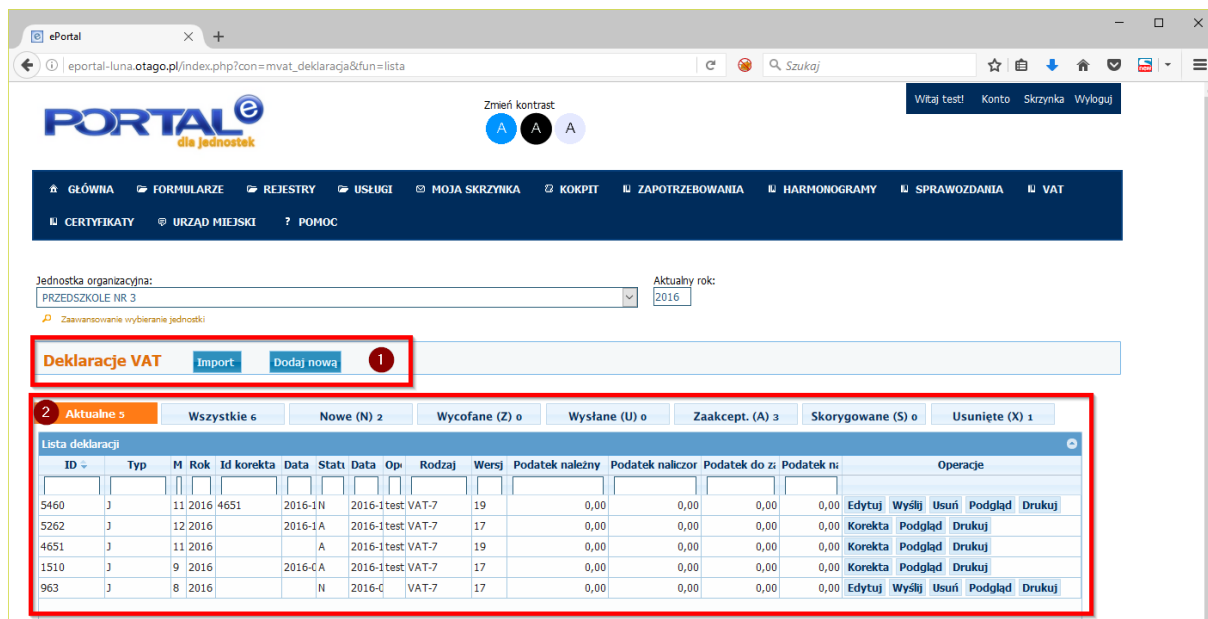 ePortal
eportal-luna.otago.pl/index.php?con=mvat_deklaracja&fun=lista
Szukaj
new
PORTAL e
dla jednostek
Zmień kontrast
A A A
Witaj test! Konto Skrzynka Wyloguj
GŁÓWNA FORMULARZE REJESTRY USŁUGI MOJA SKRZYNKA KOKPIT ZAPOTRZEBOWANIA HARMONOGRAMY SPRAWOZDANIA VAT
CERTYFIKATY URZĄD MIEJSKI ? POMOC
Jednostka organizacyjna: Aktualny rok:
PRZEDSZKOLE NR 3 2016
Zaawansowanie wybieranie jednostki
Deklaracje VAT Import Dodaj nową 1
2 Aktualne 5 Wszystkie 6 Nowe (N) 2 Wycofane (Z) 0 Wysłane (U) 0 Zaakcept. (A) 3 Skorygowane (S) 0 Usunięte (X) 1
Lista deklaracji
ID Typ M Rok Id korekta Data Statu Data Ope Rodzaj Wersj Podatek należny Podatek naliczon Podatek do za Podatek na Operacje
5460 J 11 2016 4651 2016-1 N 2016-1 test VAT-7 19 0,00 0,00 0,00 0,00 Edytuj Wyślij Usuń Podgląd Drukuj
5262 J 12 2016 2016-1 A 2016-1 test VAT-7 17 0,00 0,00 0,00 0,00 Korekta Podgląd Drukuj
4651 J 11 2016 A 2016-1 test VAT-7 19 0,00 0,00 0,00 0,00 Korekta Podgląd Drukuj
1510 J 9 2016 2016-0 A 2016-1 test VAT-7 17 0,00 0,00 0,00 0,00 Korekta Podgląd Drukuj
963 J 8 2016 N 2016-0 VAT-7 17 0,00 0,00 0,00 0,00 Edytuj Wyślij Usuń Podgląd Drukuj